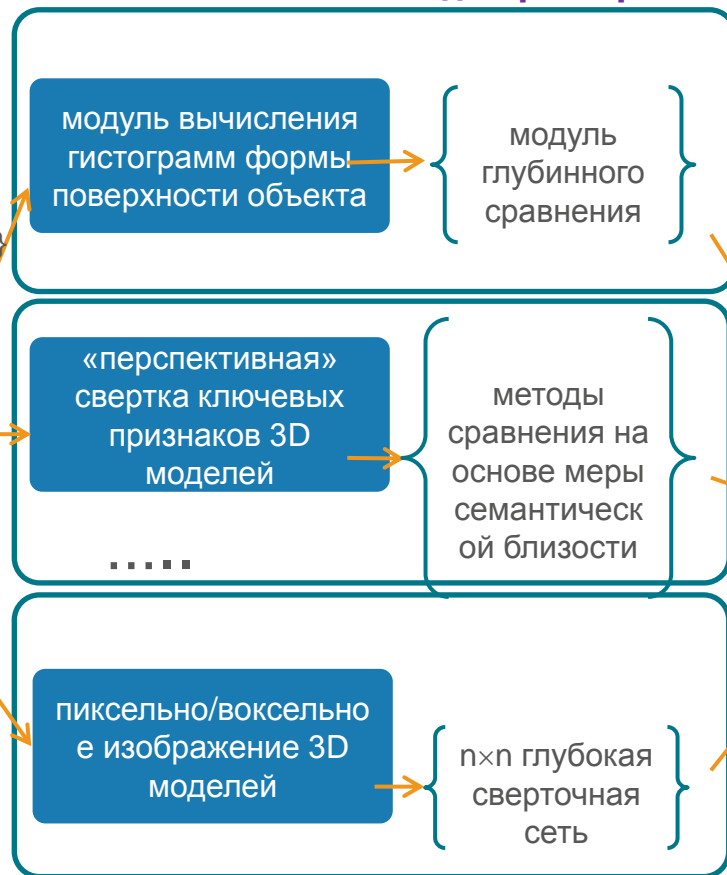 модуль вычисления
гистограмм формы
поверхности объекта
модуль
глубинного
сравнения
«перспективная»
свертка ключевых
признаков 3D
моделей
методы
сравнения на
основе меры
семантическ
ой близости
.....
пиксельно/воксельно
е изображение 3D
моделей
n×n глубокая
сверточная
сеть